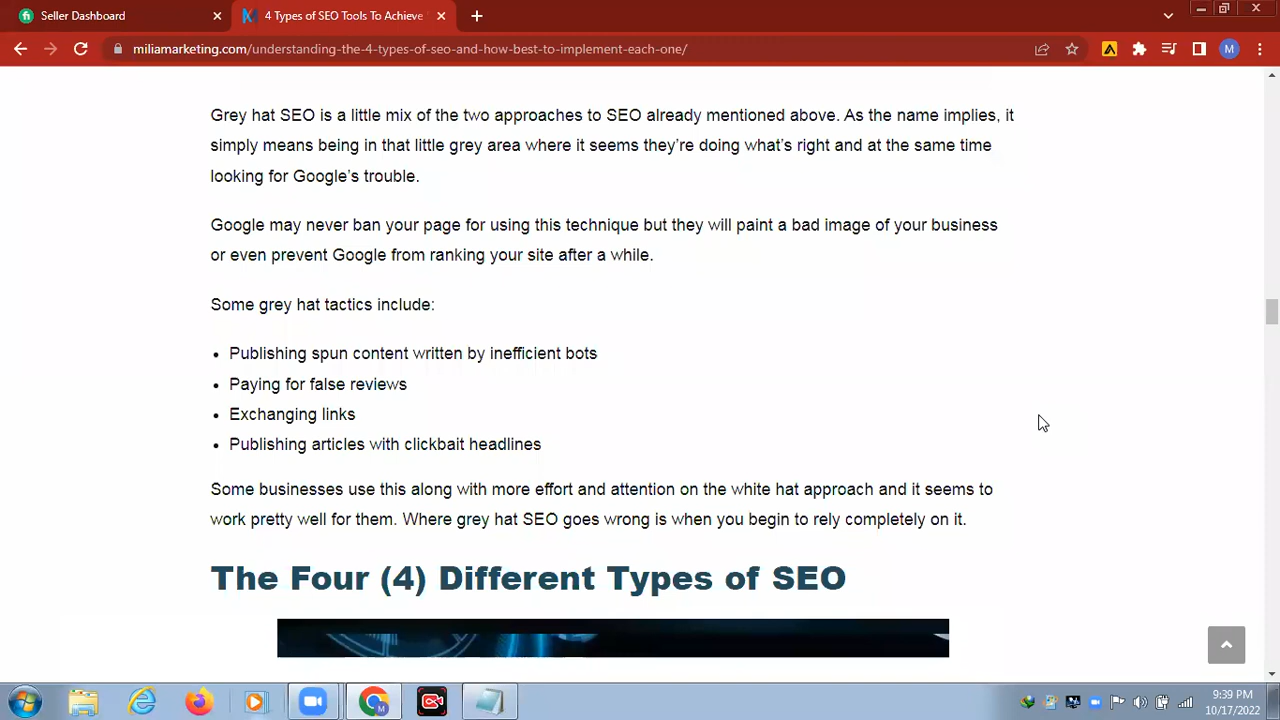 Seller Dashboard
4 Types of SEO Tools To Achieve
miliamarketing.com/understanding-the-4-types-of-seo-and-how-best-to-implement-each-one/
M
Grey hat SEO is a little mix of the two approaches to SEO already mentioned above. As the name implies, it
simply means being in that little grey area where it seems they're doing what's right and at the same time
looking for Google's trouble.
Google may never ban your page for using this technique but they will paint a bad image of your business
or even prevent Google from ranking your site after a while.
Some grey hat tactics include:
• Publishing spun content written by inefficient bots
• Paying for false reviews
• Exchanging links
• Publishing articles with clickbait headlines
Some businesses use this along with more effort and attention on the white hat approach and it seems to
work pretty well for them. Where grey hat SEO goes wrong is when you begin to rely completely on it.
The Four (4) Different Types of SEO
9:39 PM
10/17/2022